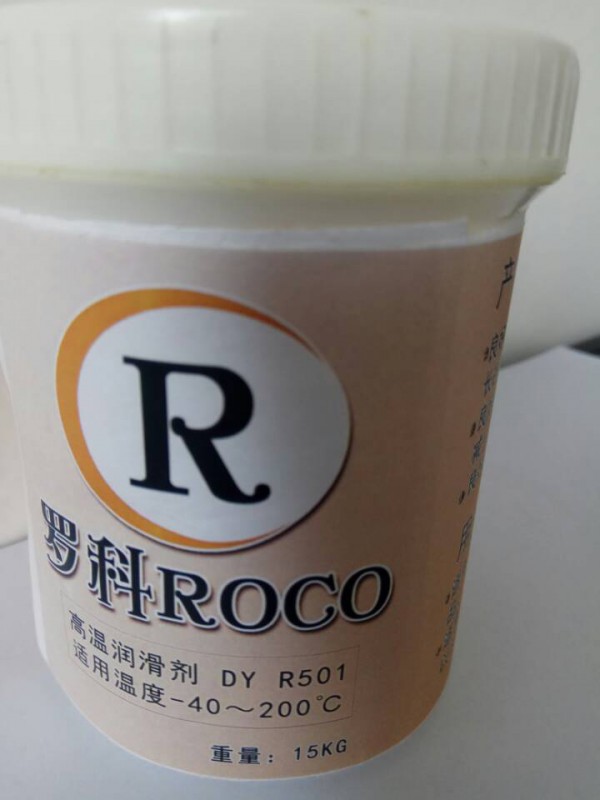 R
罗科ROCO
高温润滑剂 DY R501
适用温度-40～200℃
重量：15KG
产